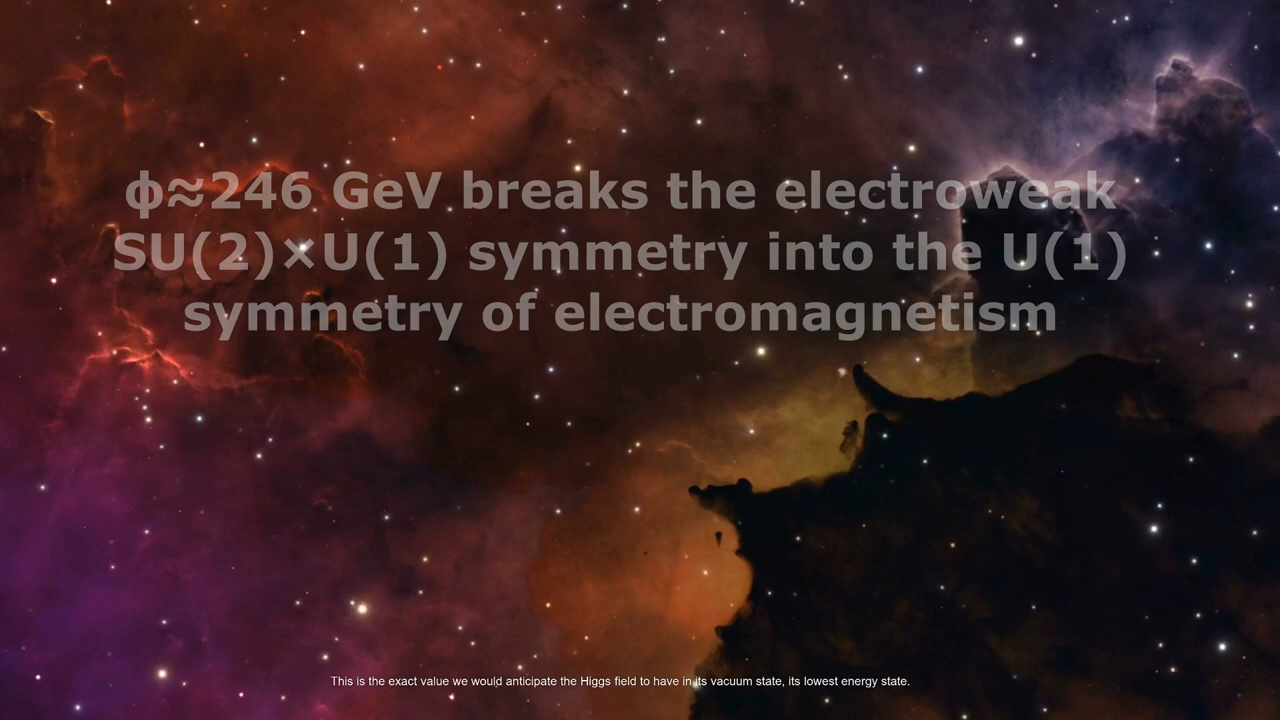 ϕ≈246 GeV breaks the electroweak
SU(2)×U(1) symmetry into the U(1)
symmetry of electromagnetism
This is the exact value we would anticipate the Higgs field to have in its vacuum state, its lowest energy state.